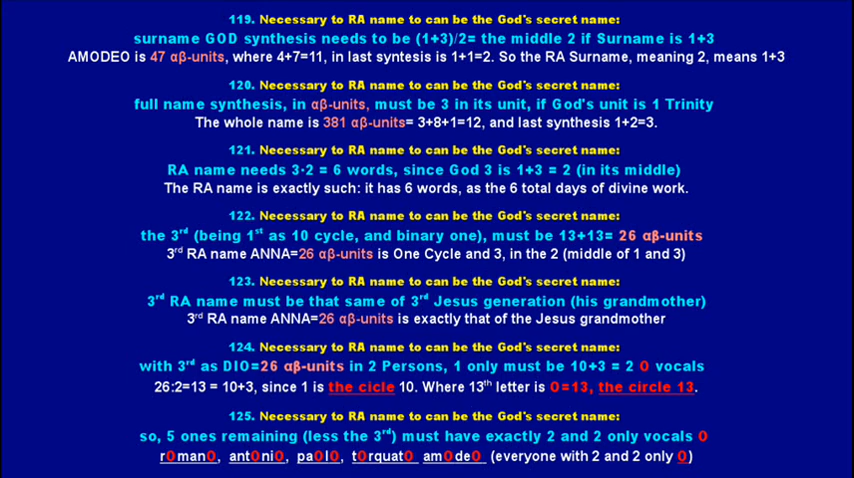 119. Necessary to RA name to can be the God's secret name:
surname GOD synthesis needs to be (1+3)/2= the middle 2 if Surname is 1+3
AMODEO is 47 αβ-units, where 4+7=11, in last syntesis is 1+1=2. So the RA Surname, meaning 2, means 1+3
120. Necessary to RA name to can be the God's secret name:
full name synthesis, in αβ-units, must be 3 in its unit, if God's unit is 1 Trinity
The whole name is 381 αβ-units= 3+8+1=12, and last synthesis 1+2=3.
121. Necessary to RA name to can be the God's secret name:
RA name needs 3·2 = 6 words, since God 3 is 1+3 = 2 (in its middle)
The RA name is exactly such: it has 6 words, as the 6 total days of divine work.
122. Necessary to RA name to can be the God's secret name:
the 3rd (being 1st as 10 cycle, and binary one), must be 13+13= 26 αβ-units
3rd RA name ANNA=26 αβ-units is One Cycle and 3, in the 2 (middle of 1 and 3)
123. Necessary to RA name to can be the God's secret name:
3rd RA name must be that same of 3rd Jesus generation (his grandmother)
3rd RA name ANNA=26 αβ-units is exactly that of the Jesus grandmother
124. Necessary to RA name to can be the God's secret name:
with 3rd as DIO=26 αβ-units in 2 Persons, 1 only must be 10+3 = 2 O vocals
26:2=13 = 10+3, since 1 is the cicle 10. Where 13th letter is O=13, the circle 13.
125. Necessary to RA name to can be the God's secret name:
so, 5 ones remaining (less the 3rd) must have exactly 2 and 2 only vocals O
rOmanO, antOniO, paOlO, tOrquatO amOdeO (everyone with 2 and 2 only O)